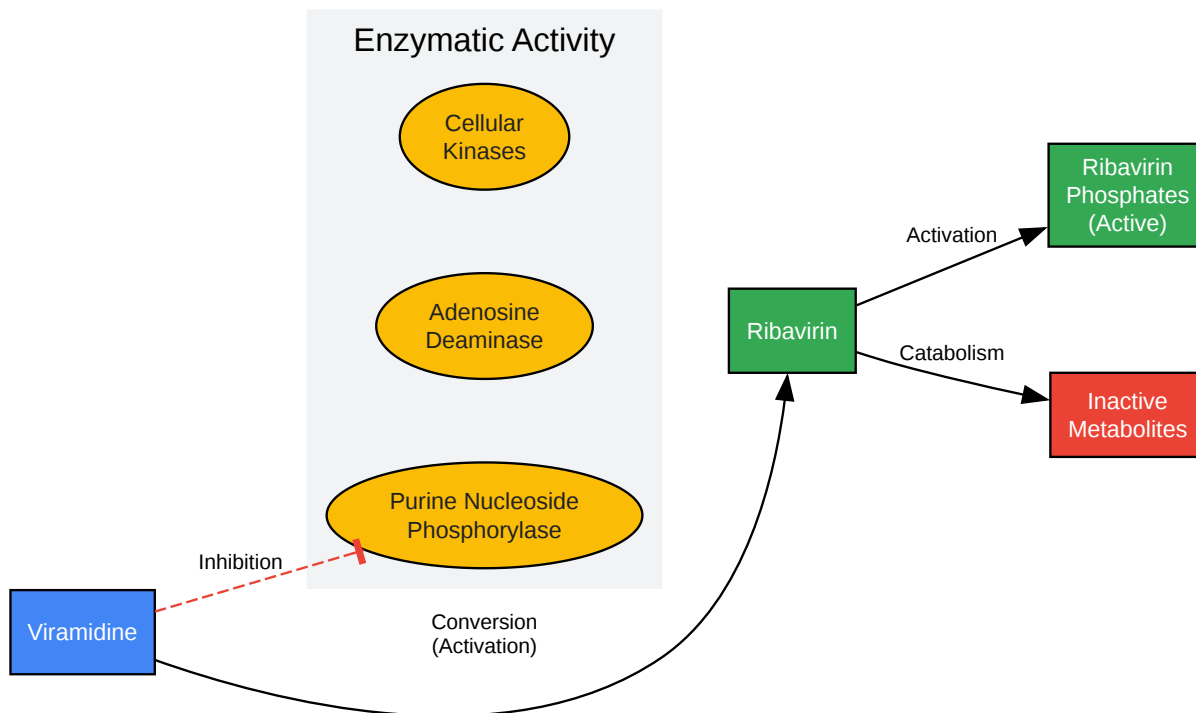 Enzymatic Activity
Cellular
Kinases
Adenosine
Deaminase
Purine Nucleoside
Phosphorylase
Inhibition
Viramidine
Conversion
(Activation)
Ribavirin
Activation
Catabolism
Ribavirin
Phosphates
(Active)
Inactive
Metabolites